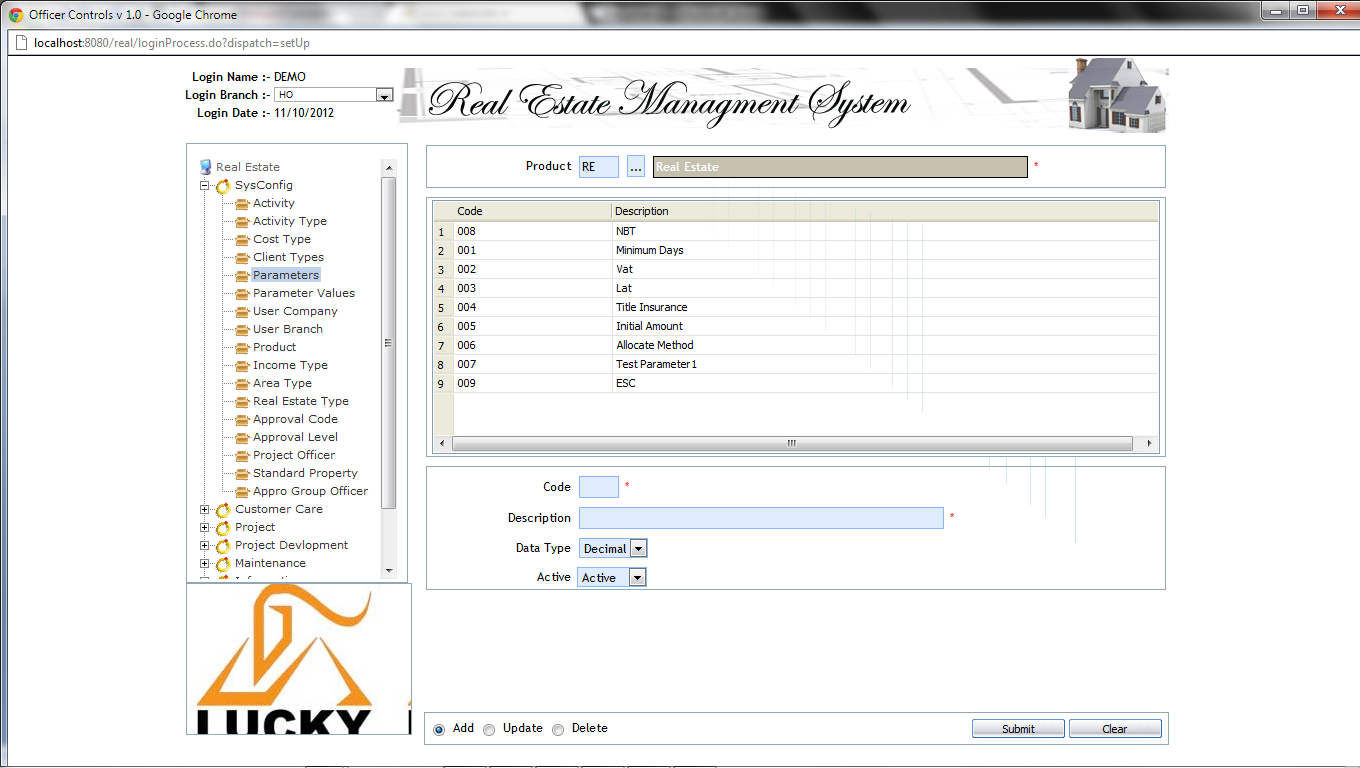 Officer Controls v 1.0 - Google Chrome
localhost:8080/real/loginProcess.do?dispatch=setUp
Login Name :- DEMO
Login Branch :- HO
Login Date :- 11/10/2012
Real Estate Managment System
Real Estate
SysConfig
Activity
Activity Type
Cost Type
Client Types
Parameters
Parameter Values
User Company
User Branch
Product
Income Type
Area Type
Real Estate Type
Approval Code
Approval Level
Project Officer
Standard Property
Appro Group Officer
Customer Care
Project
Project Devlopment
Maintenance
LUCKY
Product RE ... Real Estate *
Code Description
1 008 NBT
2 001 Minimum Days
3 002 Vat
4 003 Lat
5 004 Title Insurance
6 005 Initial Amount
7 006 Allocate Method
8 007 Test Parameter1
9 009 ESC
Code *
Description *
Data Type Decimal
Active Active
Add Update Delete Submit Clear